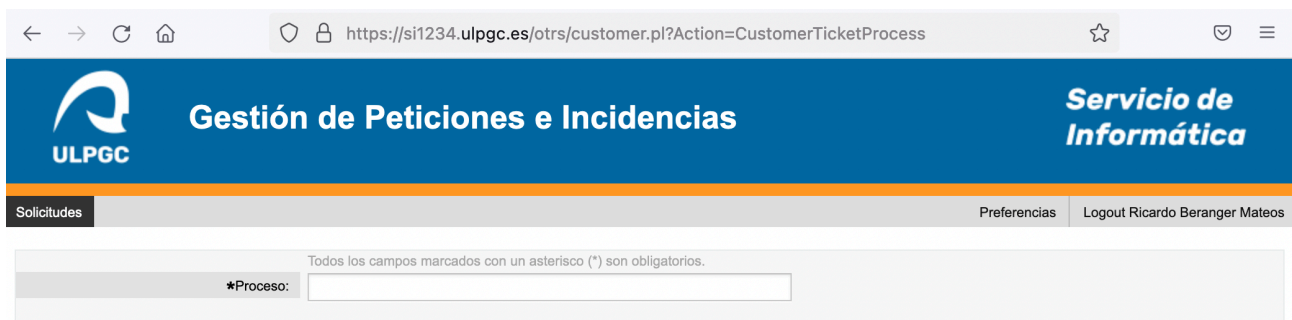 https://si1234.ulpgc.es/otrs/customer.pl?Action=CustomerTicketProcess
ULPGC
Gestión de Peticiones e Incidencias
Servicio de
Informática
Solicitudes
Preferencias
Logout Ricardo Beranger Mateos
Todos los campos marcados con un asterisco (*) son obligatorios.
*Proceso: